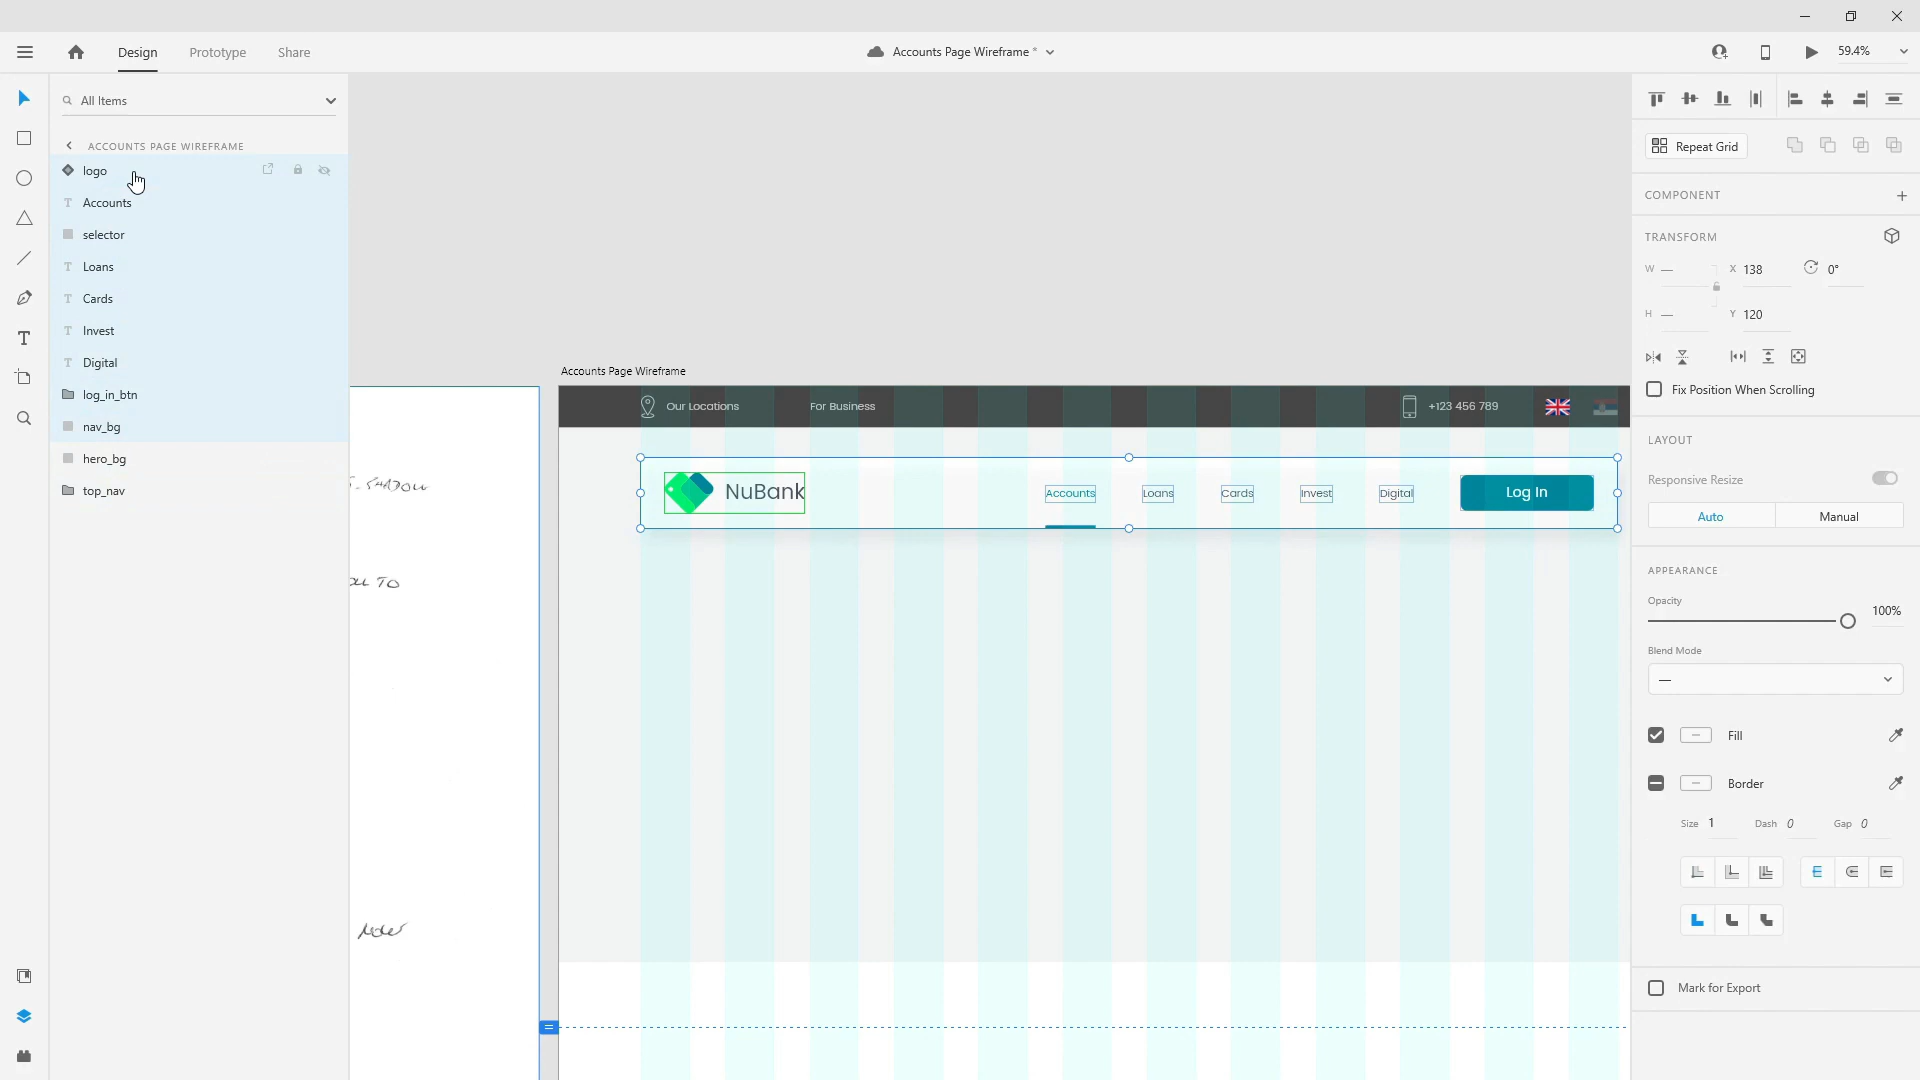 Design
Prototype
Share
Accounts Page Wireframe *
59.4%
All Items
ACCOUNTS PAGE WIREFRAME
logo
Accounts
selector
Loans
Cards
Invest
Digital
log_in_btn
nav_bg
hero_bg
top_nav
TO
Accounts Page Wireframe
Our Locations
For Business
+123 456 789
NuBank
Accounts
Loans
Cards
Invest
Digital
Log In
Repeat Grid
COMPONENT
TRANSFORM
W —
X 138
0°
H —
Y 120
Fix Position When Scrolling
LAYOUT
Responsive Resize
Auto
Manual
APPEARANCE
Opacity
100%
Blend Mode
—
Fill
Border
Size 1
Dash 0
Gap 0
Mark for Export